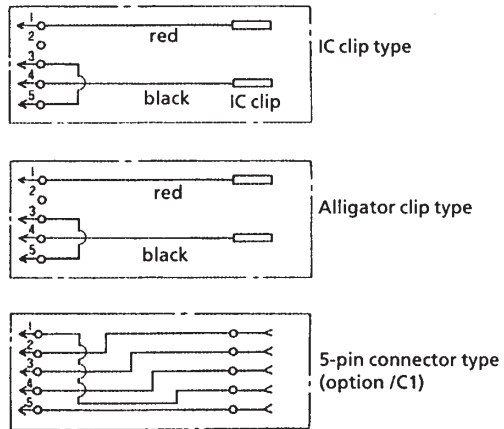 1
red
2
IC clip type
3
4
black
IC clip
5
1
red
2
Alligator clip type
3
4
black
5
1
2
3
5-pin connector type
4
(option /C1)
5